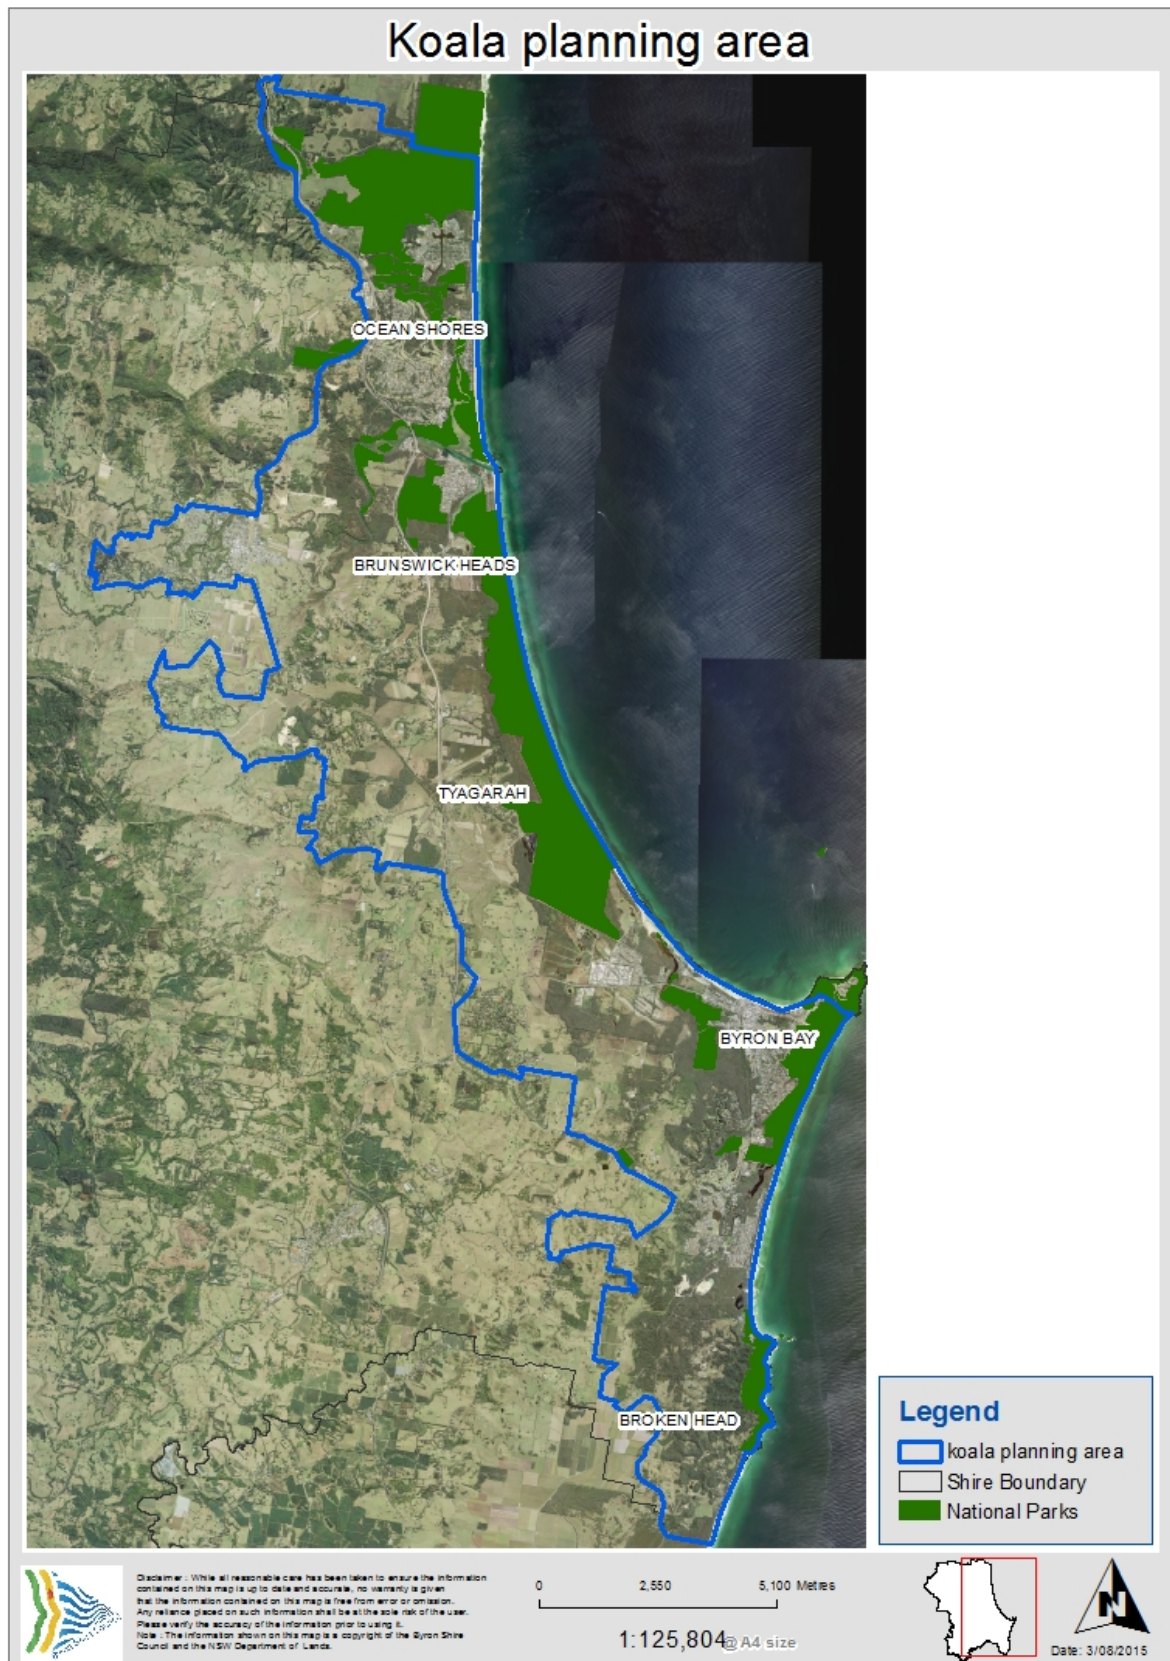 Koala planning area
OCEAN SHORES
BRUNSWICK HEADS
TYAGARAH
BYRON BAY
BROKEN HEAD
Legend
koala planning area
Shire Boundary
National Parks
Disclaimer : While all reasonable care has been taken to ensure the information
contained on this map is up to date and accurate, no warranty is given
that the information contained on this map is free from error or omission.
Any reliance placed on such information shall be at the sole risk of the user.
Please verify the accuracy of the information prior to using it.
Note : The information shown on this map is a copyright of the Byron Shire
Council and the NSW Department of Lands.
0 2,550 5,100 Metres
1:125,804 @ A4 size
N
Date: 3/08/2015